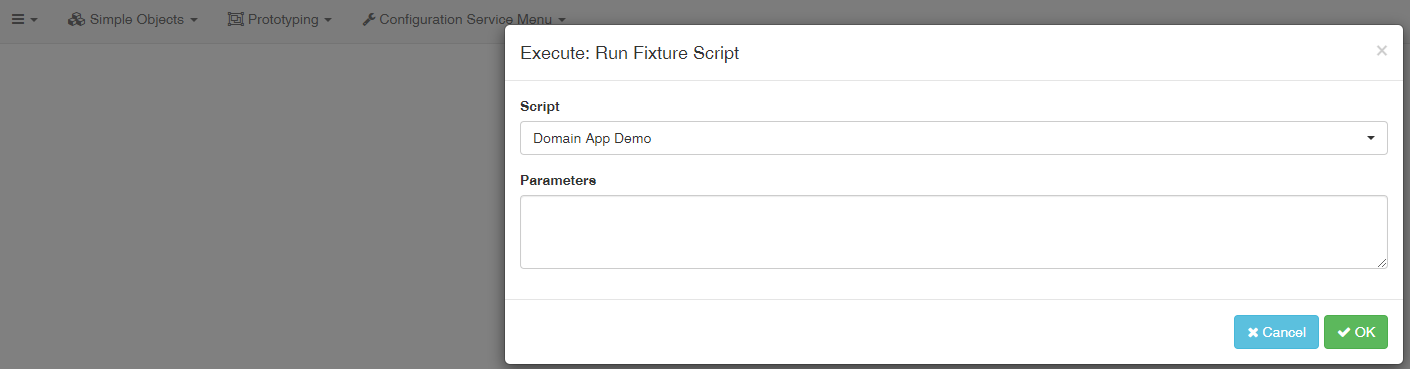 Simple Objects Prototyping Configuration Service Menu
Execute: Run Fixture Script ×
Script
Domain App Demo
Parameters
Cancel OK